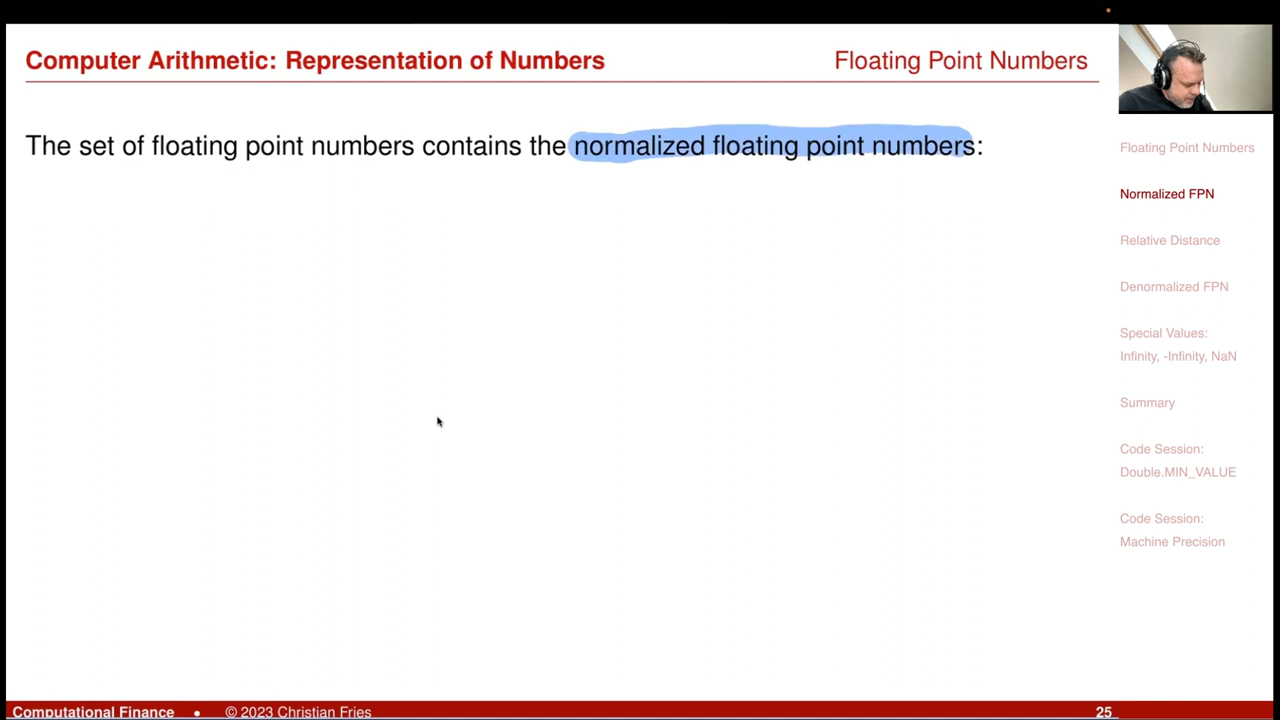 Computer Arithmetic: Representation of Numbers
Floating Point Numbers
The set of floating point numbers contains the normalized floating point numbers:
Floating Point Numbers
Normalized FPN
Relative Distance
Denormalized FPN
Special Values:
Infinity, -Infinity, NaN
Summary
Code Session:
Double.MIN_VALUE
Code Session:
Machine Precision
Computational Finance • © 2023 Christian Fries 25